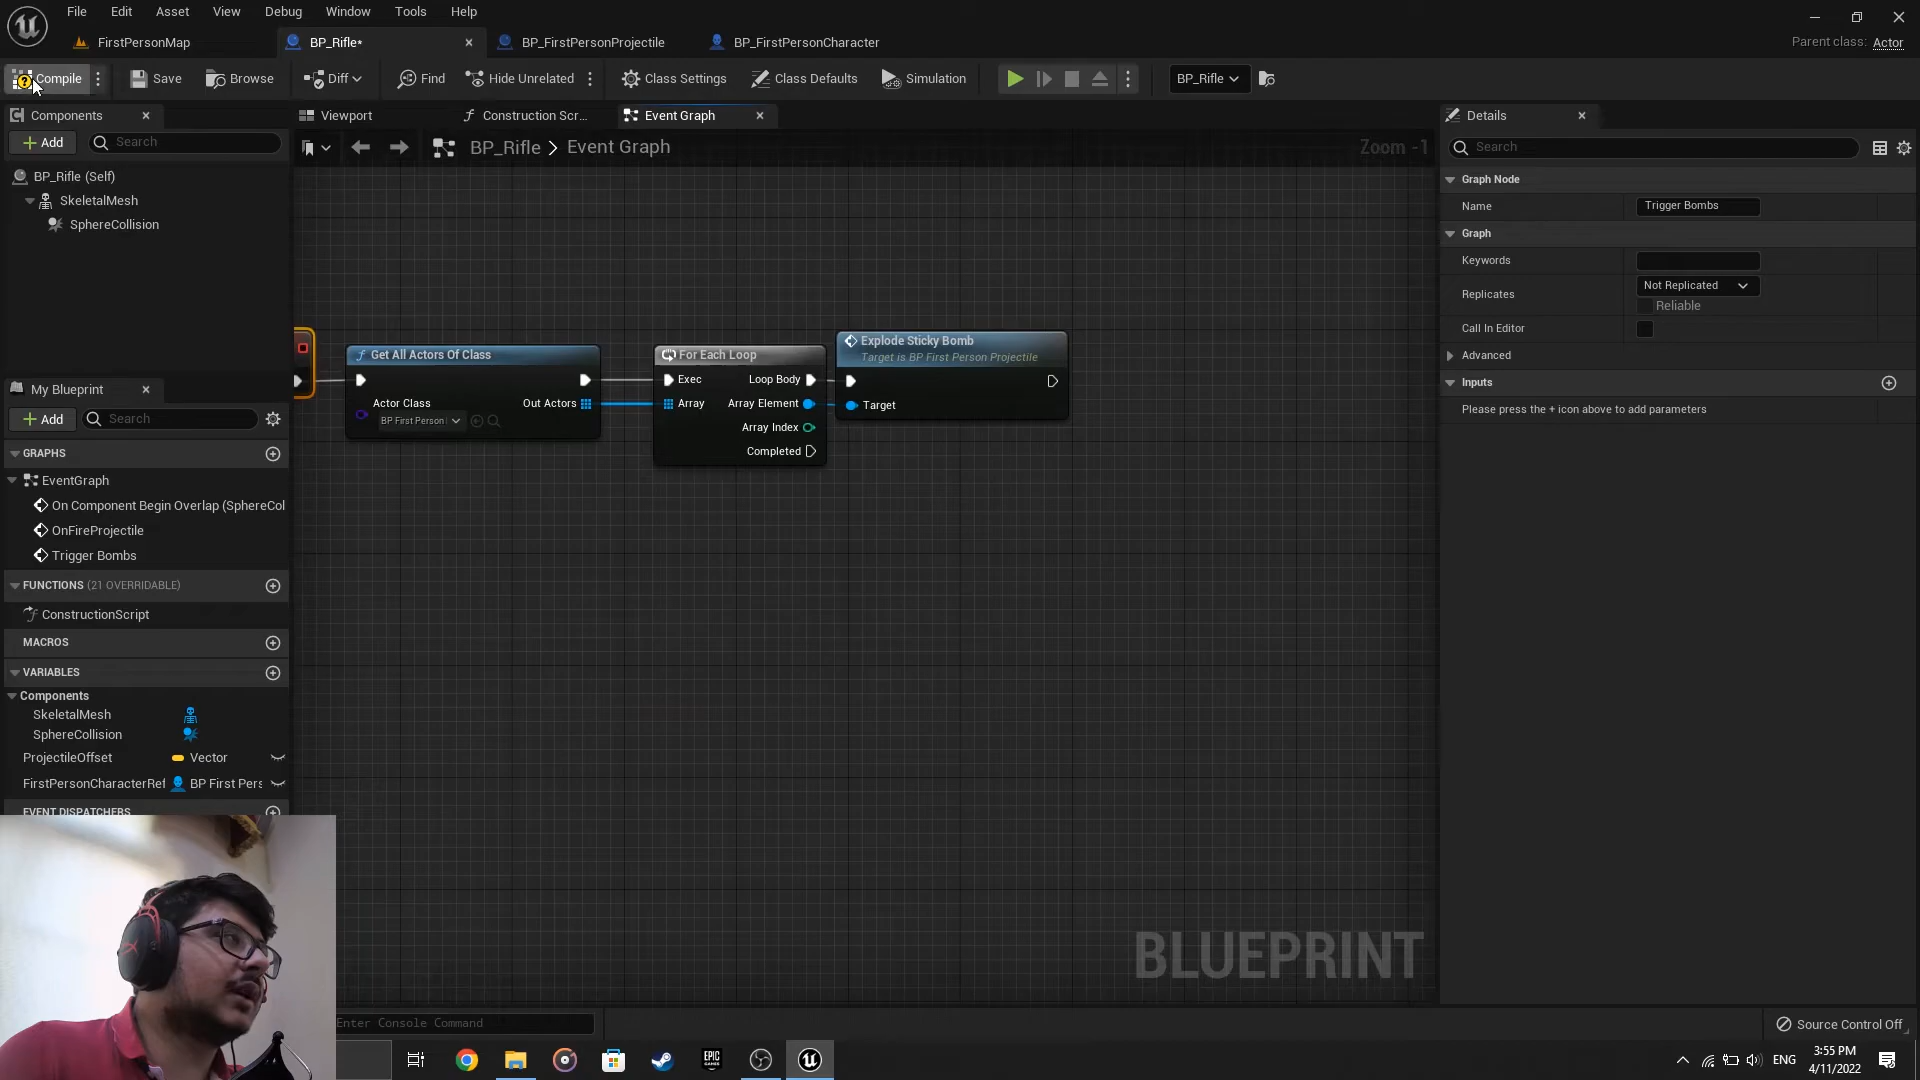 File Edit Asset View Debug Window Tools Help
FirstPersonMap BP_Rifle* BP_FirstPersonProjectile BP_FirstPersonCharacter
Parent class: Actor
Compile Save Browse Diff Find Hide Unrelated Class Settings Class Defaults Simulation BP_Rifle
Components
Add Search
BP_Rifle (Self)
SkeletalMesh
SphereCollision
My Blueprint
Add Search
GRAPHS
EventGraph
On Component Begin Overlap (SphereCol
OnFireProjectile
Trigger Bombs
FUNCTIONS (21 OVERRIDABLE)
ConstructionScript
MACROS
VARIABLES
Components
SkeletalMesh
SphereCollision
ProjectileOffset Vector
FirstPersonCharacterRef BP First Pers
EVENT DISPATCHERS
Viewport Construction Scr... Event Graph
BP_Rifle > Event Graph
Zoom -1
Get All Actors Of Class
Actor Class
BP First Person
Out Actors
For Each Loop
Exec Loop Body
Array Array Element
Array Index
Completed
Explode Sticky Bomb
Target is BP First Person Projectile
Target
BLUEPRINT
Details
Search
Graph Node
Name Trigger Bombs
Graph
Keywords
Replicates Not Replicated
Reliable
Call In Editor
Advanced
Inputs
Please press the + icon above to add parameters
Enter Console Command
Source Control Off
EPIC GAMES
ENG
3:55 PM
4/11/2022